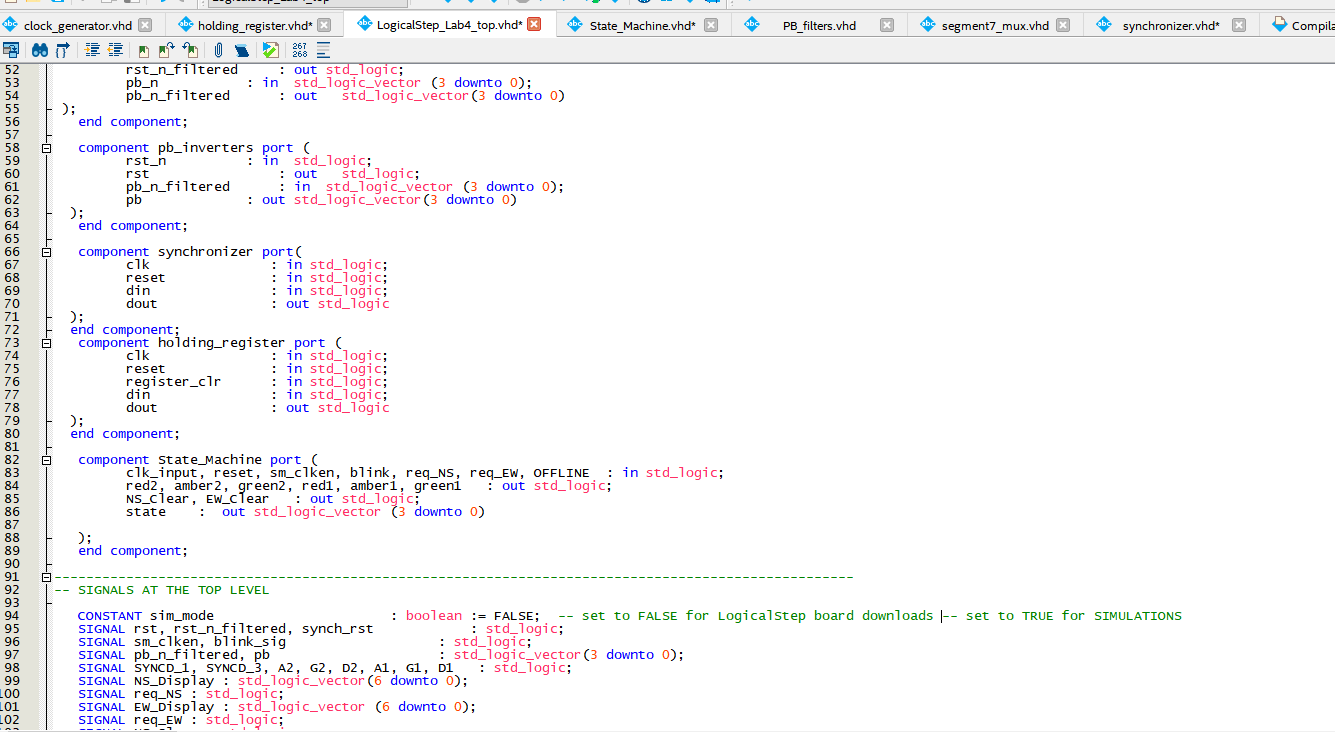 LogicalStep_Lab4_top
clock_generator.vhd holding_register.vhd* LogicalStep_Lab4_top.vhd* State_Machine.vhd* PB_filters.vhd segment7_mux.vhd synchronizer.vhd* Compila
267
268
52 rst_n_filtered : out std_logic;
53 pb_n : in std_logic_vector (3 downto 0);
54 pb_n_filtered : out std_logic_vector(3 downto 0)
55 );
56 end component;
57
58 component pb_inverters port (
59 rst_n : in std_logic;
60 rst : out std_logic;
61 pb_n_filtered : in std_logic_vector (3 downto 0);
62 pb : out std_logic_vector(3 downto 0)
63 );
64 end component;
65
66 component synchronizer port(
67 clk : in std_logic;
68 reset : in std_logic;
69 din : in std_logic;
70 dout : out std_logic
71 );
72 end component;
73 component holding_register port (
74 clk : in std_logic;
75 reset : in std_logic;
76 register_clr : in std_logic;
77 din : in std_logic;
78 dout : out std_logic
79 );
80 end component;
81
82 component State_Machine port (
83 clk_input, reset, sm_clken, blink, req_NS, req_EW, OFFLINE : in std_logic;
84 red2, amber2, green2, red1, amber1, green1 : out std_logic;
85 NS_Clear, EW_Clear : out std_logic;
86 state : out std_logic_vector (3 downto 0)
87
88 );
89 end component;
90
91 ----------------------------------------------------------------------------------------------------
92 -- SIGNALS AT THE TOP LEVEL
93
94 CONSTANT sim_mode : boolean := FALSE; -- set to FALSE for LogicalStep board downloads -- set to TRUE for SIMULATIONS
95 SIGNAL rst, rst_n_filtered, synch_rst : std_logic;
96 SIGNAL sm_clken, blink_sig : std_logic;
97 SIGNAL pb_n_filtered, pb : std_logic_vector(3 downto 0);
98 SIGNAL SYNCD_1, SYNCD_3, A2, G2, D2, A1, G1, D1 : std_logic;
99 SIGNAL NS_Display : std_logic_vector(6 downto 0);
100 SIGNAL req_NS : std_logic;
101 SIGNAL EW_Display : std_logic_vector (6 downto 0);
102 SIGNAL req_EW : std_logic;